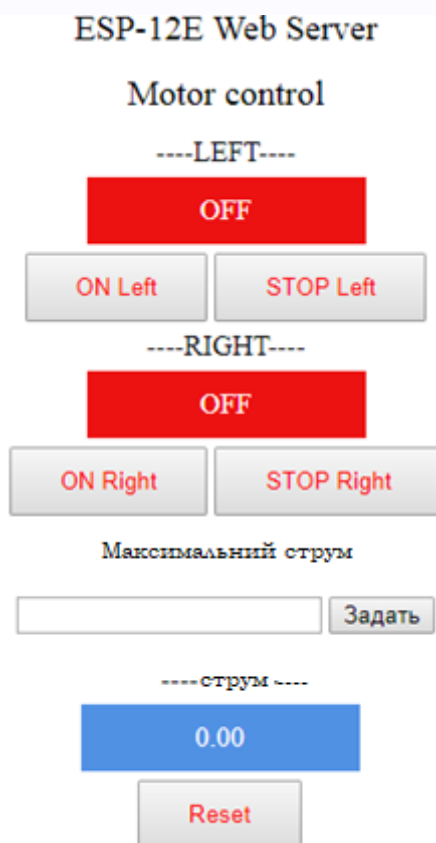 ESP-12E Web Server
Motor control
----LEFT----
OFF
ON Left STOP Left
----RIGHT----
OFF
ON Right STOP Right
Максимальний струм
Задать
----струм----
0.00
Reset